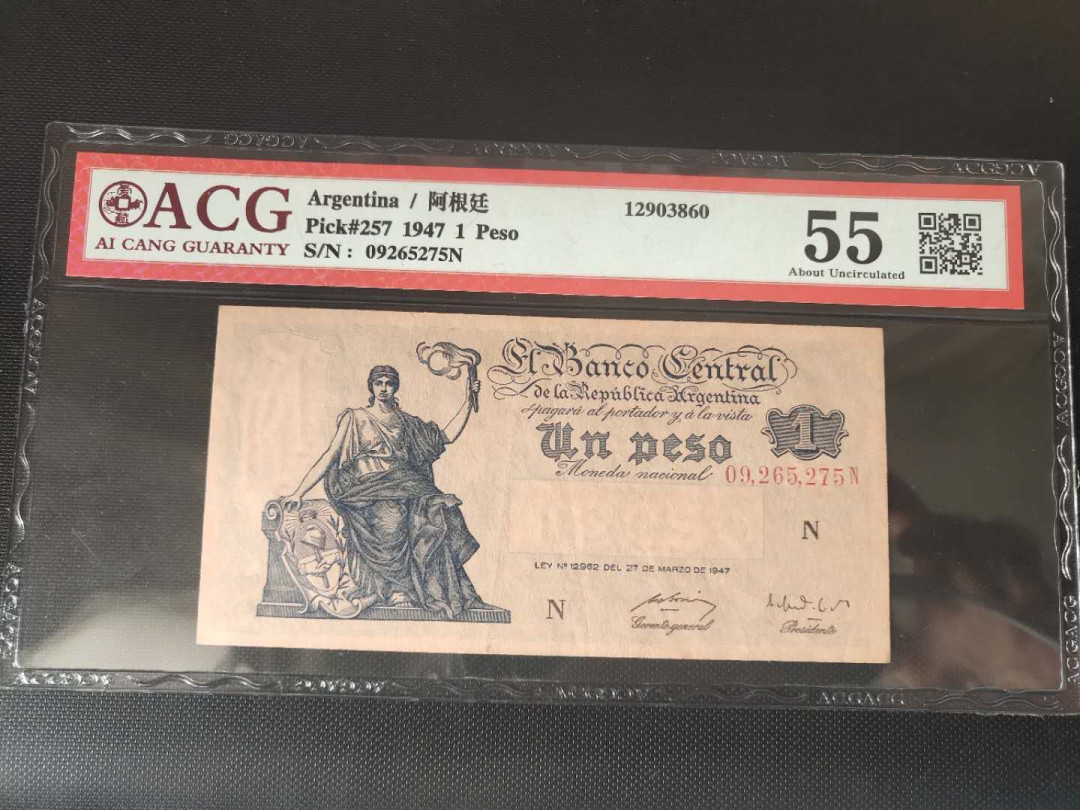 ACG
AI CANG GUARANTY
Argentina / 阿根廷
Pick#257 1947 1 Peso
S/N : 09265275N
12903860
55
About Uncirculated
El Banco Central
de la República Argentina
pagará al portador y á la vista
Un peso
1
Moneda nacional
09,265,275N
N
LEY Nº 12962 DEL 27 DE MARZO DE 1947
N
Gerente general
Presidente